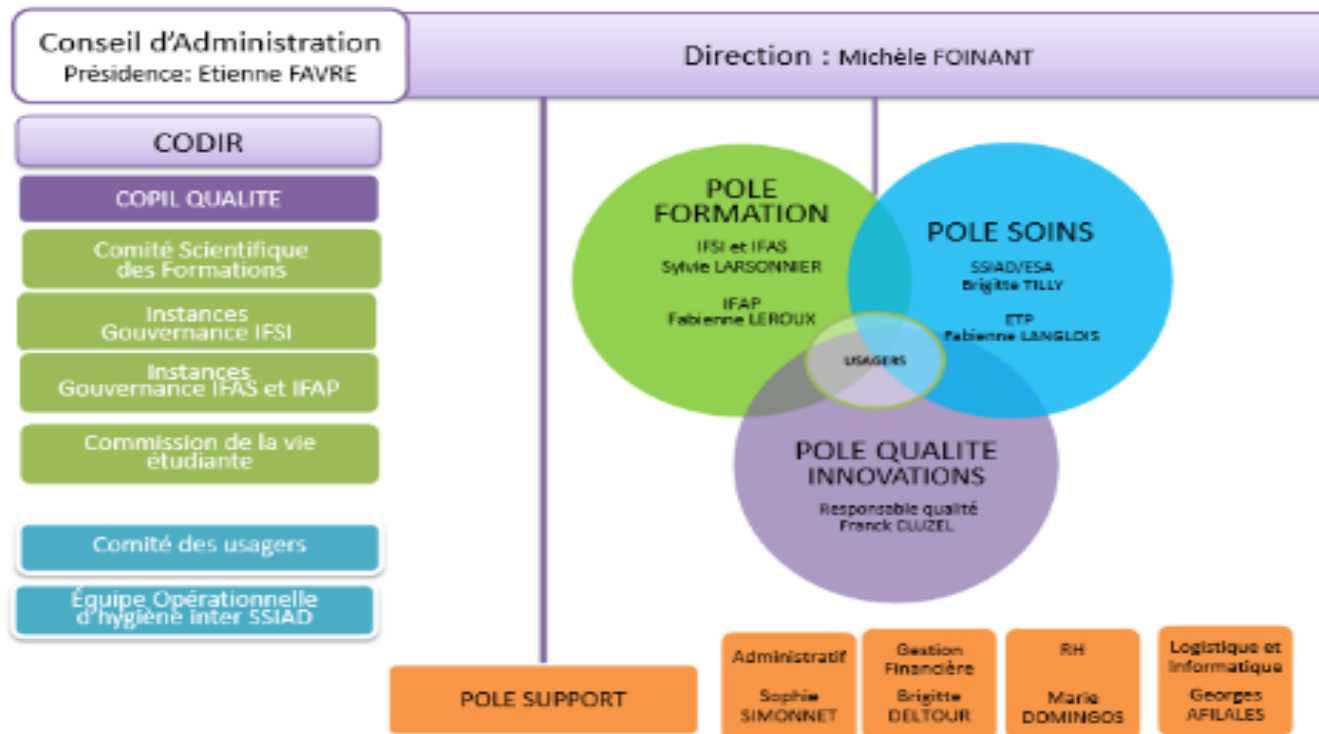 Conseil d'Administration
Présidence: Etienne FAVRE
Direction : Michèle FOINANT
CODIR
COPIL QUALITE
Comité Scientifique
des Formations
Instances
Gouvernance IFSI
Instances
Gouvernance IFAS et IFAP
Commission de la vie
étudiante
Comité des usagers
Équipe Opérationnelle
d'hygiène inter SSIAD
POLE
FORMATION
IFSI et IFAS
Sylvie LARSONNIER
IFAP
Fabienne LEROUX
POLE SOINS
SSIAD/ESA
Brigitte TILLY
ETP
Fabienne LANGLOIS
USAGERS
POLE QUALITE
INNOVATIONS
Responsable qualité
Franck CLUZEL
POLE SUPPORT
Administratif
Sophie
SIMONNET
Gestion
Financière
Brigitte
DELTOUR
RH
Marie
DOMINGOS
Logistique et
Informatique
Georges
AFILALES